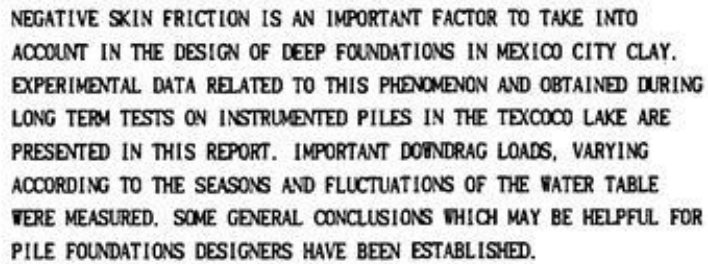 NEGATIVE SKIN FRICTION IS AN IMPORTANT FACTOR TO TAKE INTO
ACCOUNT IN THE DESIGN OF DEEP FOUNDATIONS IN MEXICO CITY CLAY.
EXPERIMENTAL DATA RELATED TO THIS PHENOMENON AND OBTAINED DURING
LONG TERM TESTS ON INSTRUMENTED PILES IN THE TEXCOCO LAKE ARE
PRESENTED IN THIS REPORT. IMPORTANT DOWNDRAG LOADS, VARYING
ACCORDING TO THE SEASONS AND FLUCTUATIONS OF THE WATER TABLE
WERE MEASURED. SOME GENERAL CONCLUSIONS WHICH MAY BE HELPFUL FOR
PILE FOUNDATIONS DESIGNERS HAVE BEEN ESTABLISHED.